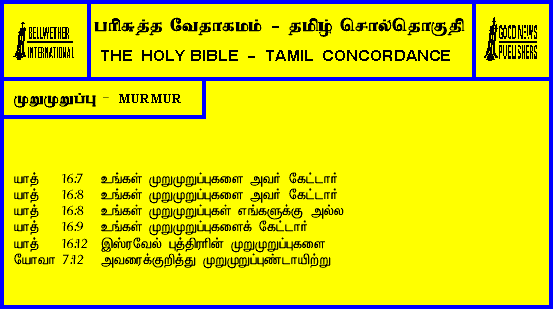 BELLWETHER
INTERNATIONAL
பரிசுத்த வேதாகமம் - தமிழ் சொல்தொகுதி
THE HOLY BIBLE - TAMIL CONCORDANCE
GOOD NEWS
PUBLISHERS
முறுமுறுப்பு - MURMUR
யாத் 16:7 உங்கள் முறுமுறுப்புகளை அவர் கேட்டார்
யாத் 16:8 உங்கள் முறுமுறுப்புகளை அவர் கேட்டார்
யாத் 16:8 உங்கள் முறுமுறுப்புகள் எங்களுக்கு அல்ல
யாத் 16:9 உங்கள் முறுமுறுப்புகளைக் கேட்டார்
யாத் 16:12 இஸ்ரவேல் புத்திரரின் முறுமுறுப்புகளை
யோவா 7:12 அவரைக்குறித்து முறுமுறுப்புண்டாயிற்று